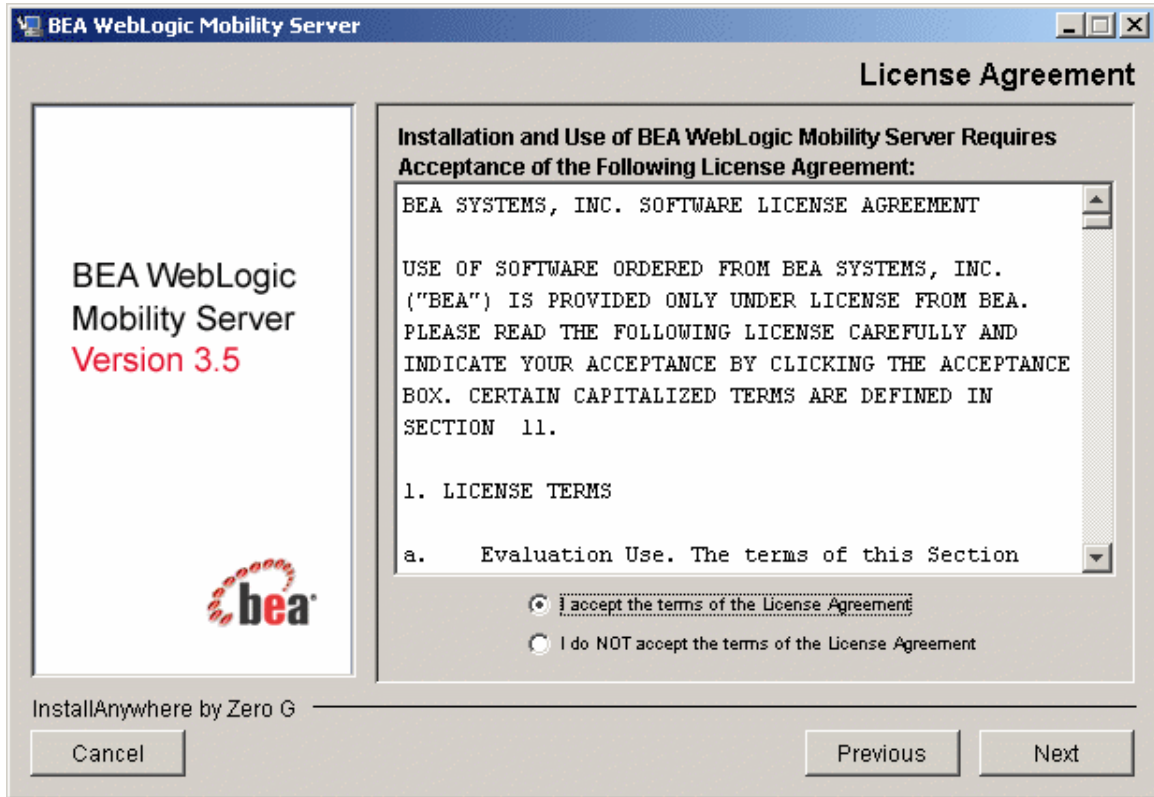 BEA WebLogic Mobility Server
License Agreement
BEA WebLogic
Mobility Server
Version 3.5
bea
Installation and Use of BEA WebLogic Mobility Server Requires
Acceptance of the Following License Agreement:
BEA SYSTEMS, INC. SOFTWARE LICENSE AGREEMENT
USE OF SOFTWARE ORDERED FROM BEA SYSTEMS, INC.
("BEA") IS PROVIDED ONLY UNDER LICENSE FROM BEA.
PLEASE READ THE FOLLOWING LICENSE CAREFULLY AND
INDICATE YOUR ACCEPTANCE BY CLICKING THE ACCEPTANCE
BOX. CERTAIN CAPITALIZED TERMS ARE DEFINED IN
SECTION 11.
1. LICENSE TERMS
a. Evaluation Use. The terms of this Section
I accept the terms of the License Agreement
I do NOT accept the terms of the License Agreement
InstallAnywhere by Zero G
Cancel
Previous
Next